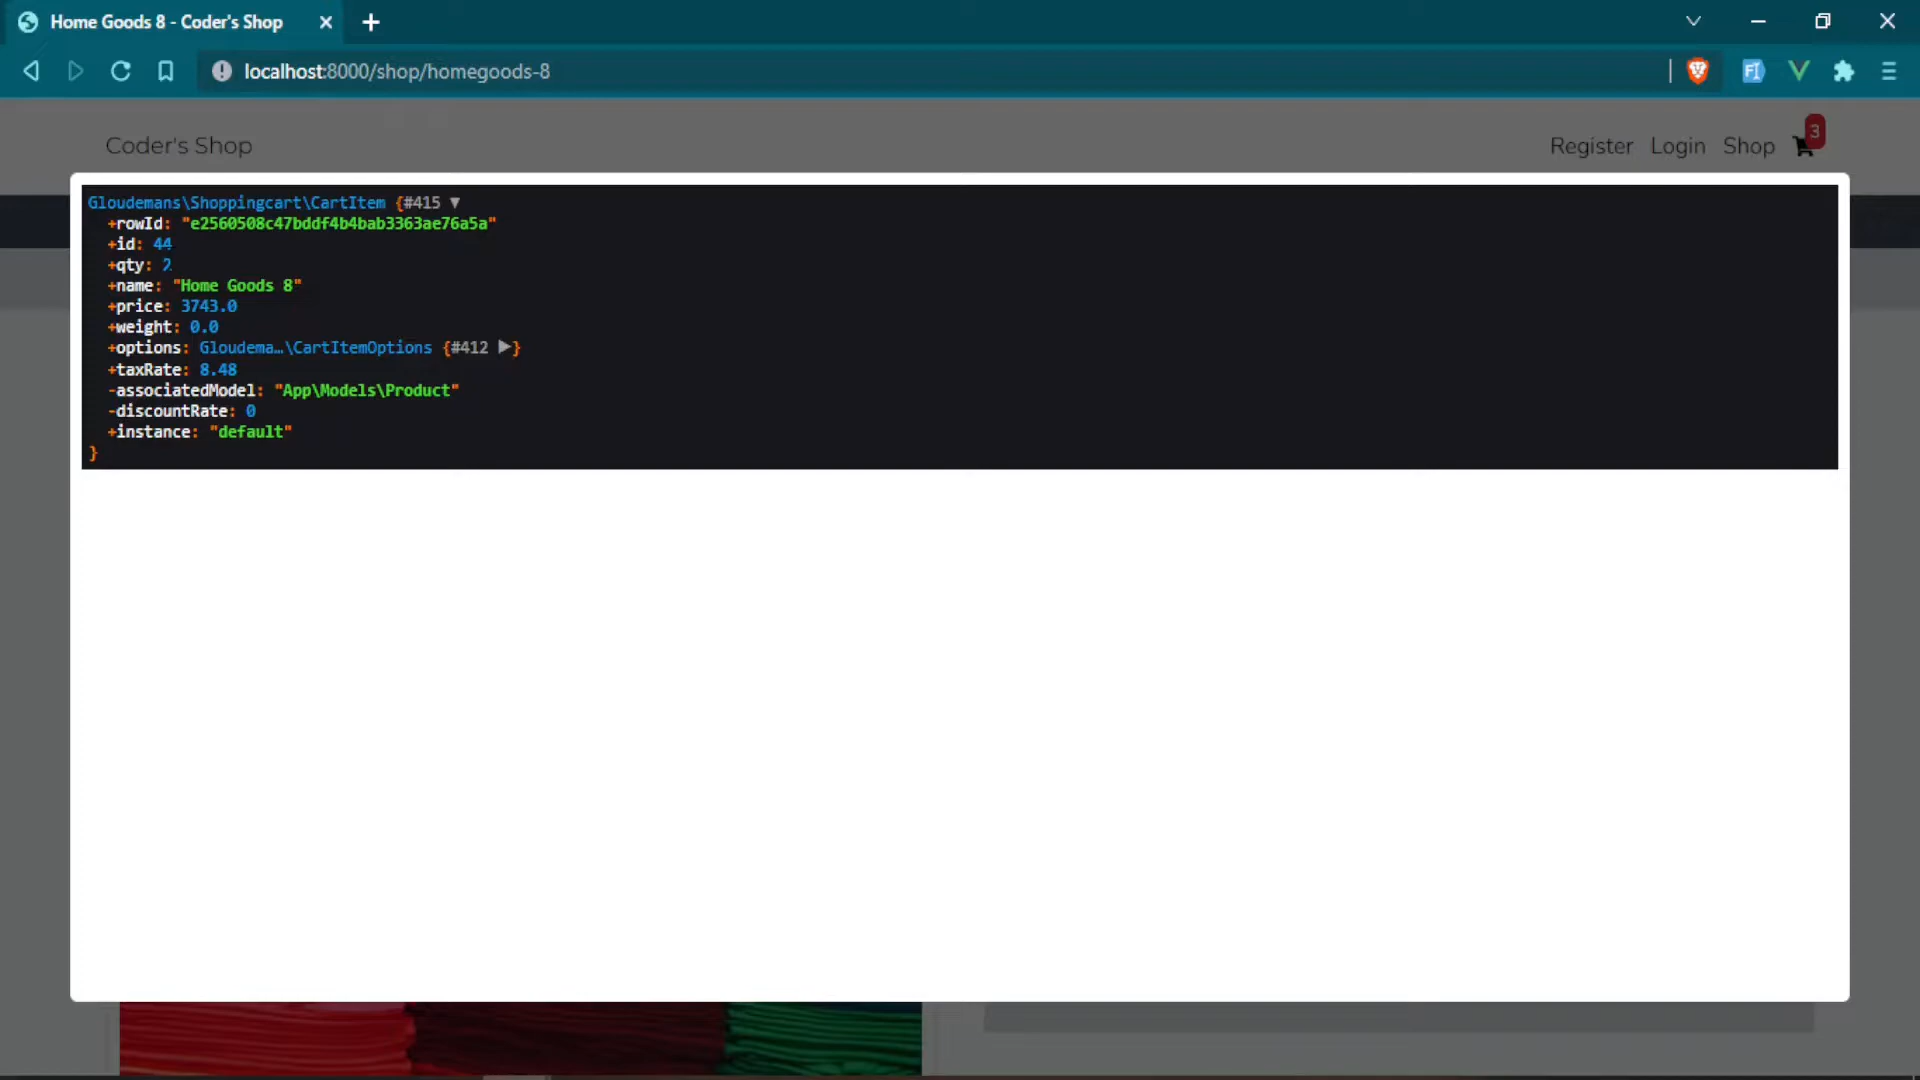 Home Goods 8 - Coder's Shop
localhost:8000/shop/homegoods-8
Coder's Shop
Register Login Shop 3
Gloudemans\Shoppingcart\CartItem {#415 ▼
+rowId: "e2560508c47bddf4b4bab3363ae76a5a"
+id: 44
+qty: 2
+name: "Home Goods 8"
+price: 3743.0
+weight: 0.0
+options: Gloudema…\CartItemOptions {#412 ▶}
+taxRate: 8.48
-associatedModel: "App\Models\Product"
-discountRate: 0
+instance: "default"
}